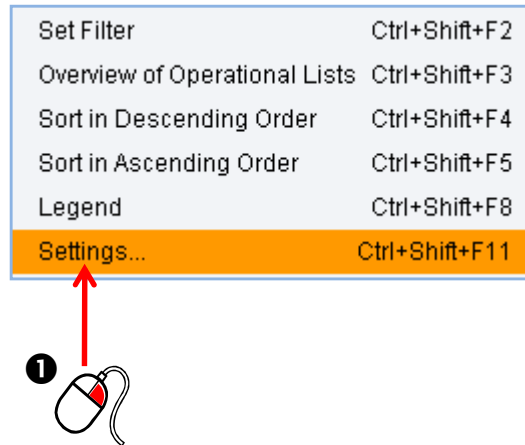 Set Filter Ctrl+Shift+F2
Overview of Operational Lists Ctrl+Shift+F3
Sort in Descending Order Ctrl+Shift+F4
Sort in Ascending Order Ctrl+Shift+F5
Legend Ctrl+Shift+F8
Settings... Ctrl+Shift+F11
❶